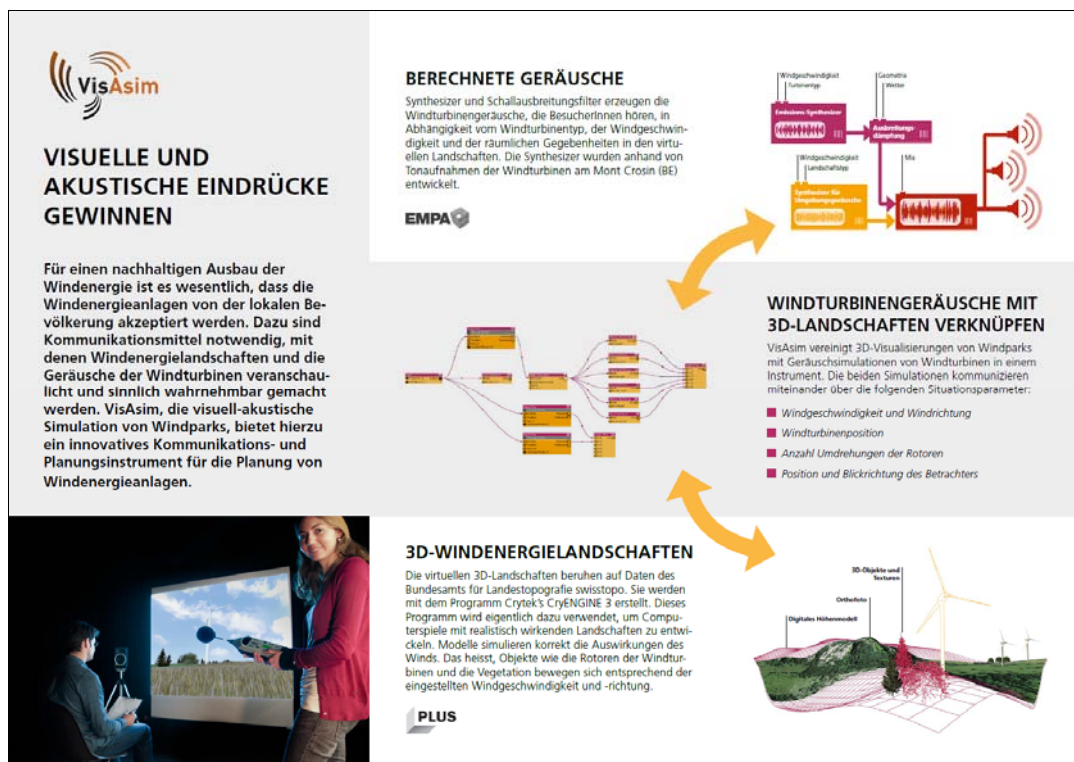 VisAsim
VISUELLE UND
AKUSTISCHE EINDRÜCKE
GEWINNEN
Für einen nachhaltigen Ausbau der
Windenergie ist es wesentlich, dass die
Windenergieanlagen von der lokalen Be-
völkerung akzeptiert werden. Dazu sind
Kommunikationsmittel notwendig, mit
denen Windenergielandschaften und die
Geräusche der Windturbinen veranschau-
licht und sinnlich wahrnehmbar gemacht
werden. VisAsim, die visuell-akustische
Simulation von Windparks, bietet hierzu
ein innovatives Kommunikations- und
Planungsinstrument für die Planung von
Windenergieanlagen.
BERECHNETE GERÄUSCHE
Synthesizer und Schallausbreitungsfilter erzeugen die
Windturbinengeräusche, die BesucherInnen hören, in
Abhängigkeit vom Windturbinentyp, der Windgeschwin-
digkeit und der räumlichen Gegebenheiten in den virtu-
ellen Landschaften. Die Synthesizer wurden anhand von
Tonaufnahmen der Windturbinen am Mont Crosin (BE)
entwickelt.
EMPA
Windgeschwindigkeit
Turbinentyp
Geometrie
Wetter
Emissions-Synthesizer
Ausbreitungs-
dämpfung
Windgeschwindigkeit
Landschaftstyp
Mix
Synthesizer für
Umgebungsgeräusche
WINDTURBINENGERÄUSCHE MIT
3D-LANDSCHAFTEN VERKNÜPFEN
VisAsim vereinigt 3D-Visualisierungen von Windparks
mit Geräuschsimulationen von Windturbinen in einem
Instrument. Die beiden Simulationen kommunizieren
miteinander über die folgenden Situationsparameter:
Windgeschwindigkeit und Windrichtung
Windturbinenposition
Anzahl Umdrehungen der Rotoren
Position und Blickrichtung des Betrachters
3D-WINDENERGIELANDSCHAFTEN
Die virtuellen 3D-Landschaften beruhen auf Daten des
Bundesamts für Landestopografie swisstopo. Sie werden
mit dem Programm Crytek's CryENGINE 3 erstellt. Dieses
Programm wird eigentlich dazu verwendet, um Compu-
terspiele mit realistisch wirkenden Landschaften zu entwi-
ckeln. Modelle simulieren korrekt die Auswirkungen des
Winds. Das heisst, Objekte wie die Rotoren der Windtur-
binen und die Vegetation bewegen sich entsprechend der
eingestellten Windgeschwindigkeit und -richtung.
PLUS
3D-Objekte und
Texturen
Orthofoto
Digitales Höhenmodell